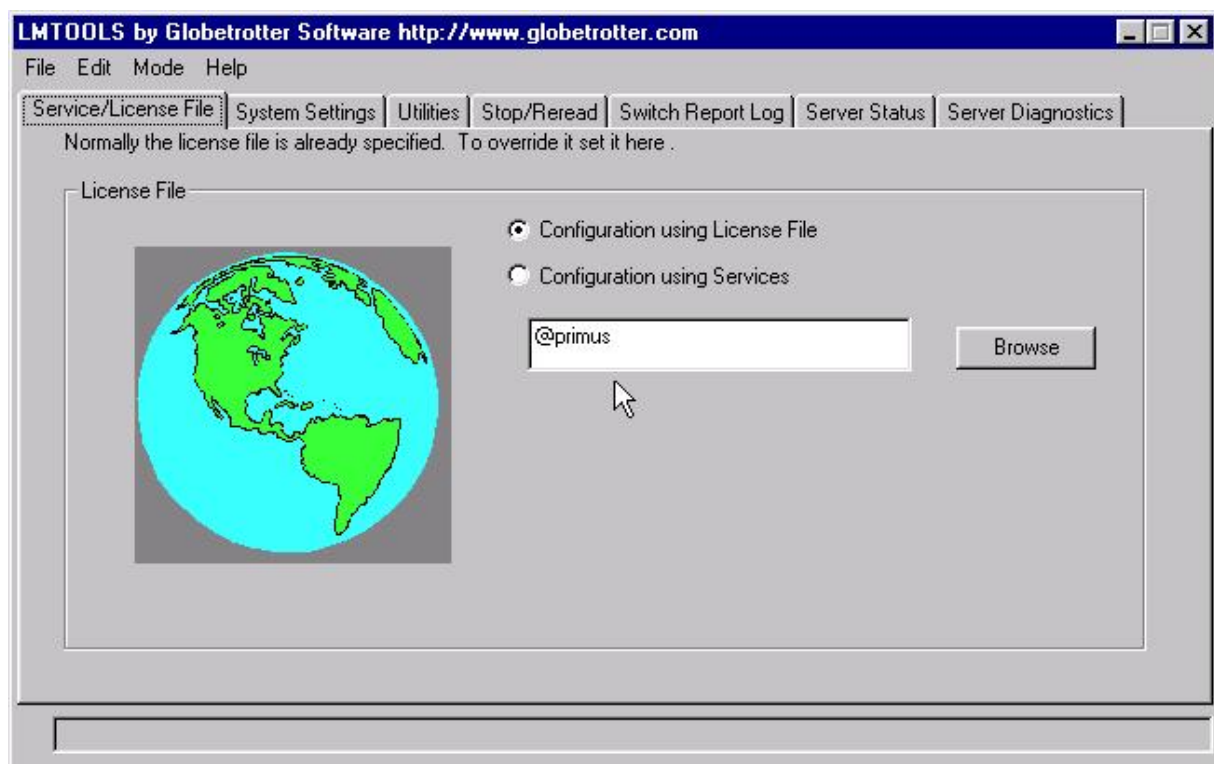 LMTOOLS by Globetrotter Software http://www.globetrotter.com
File Edit Mode Help
Service/License File System Settings Utilities Stop/Reread Switch Report Log Server Status Server Diagnostics
Normally the license file is already specified. To override it set it here .
License File
Configuration using License File
Configuration using Services
@primus
Browse